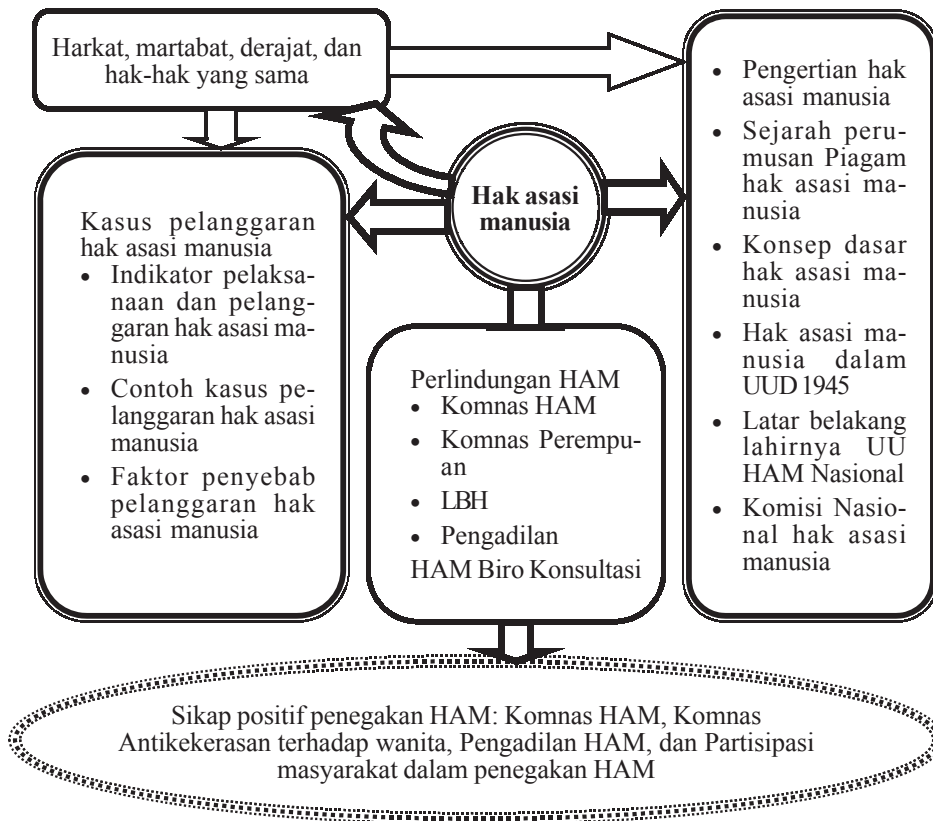 Harkat, martabat, derajat, dan
hak-hak yang sama
Hak asasi
manusia
Kasus pelanggaran
hak asasi manusia
• Indikator pelaksa-
naan dan pelang-
garan hak asasi ma-
nusia
• Contoh kasus pe-
langgaran hak asasi
manusia
• Faktor penyebab
pelanggaran hak
asasi manusia
Perlindungan HAM
• Komnas HAM
• Komnas Perempu-
an
• LBH
• Pengadilan
HAM Biro Konsultasi
• Pengertian hak
asasi manusia
• Sejarah peru-
musan Piagam
hak asasi ma-
nusia
• Konsep dasar
hak asasi ma-
nusia
• Hak asasi ma-
nusia dalam
UUD 1945
• Latar belakang
lahirnya UU
HAM Nasional
• Komisi Nasio-
nal hak asasi
manusia
Sikap positif penegakan HAM: Komnas HAM, Komnas
Antikekerasan terhadap wanita, Pengadilan HAM, dan Partisipasi
masyarakat dalam penegakan HAM